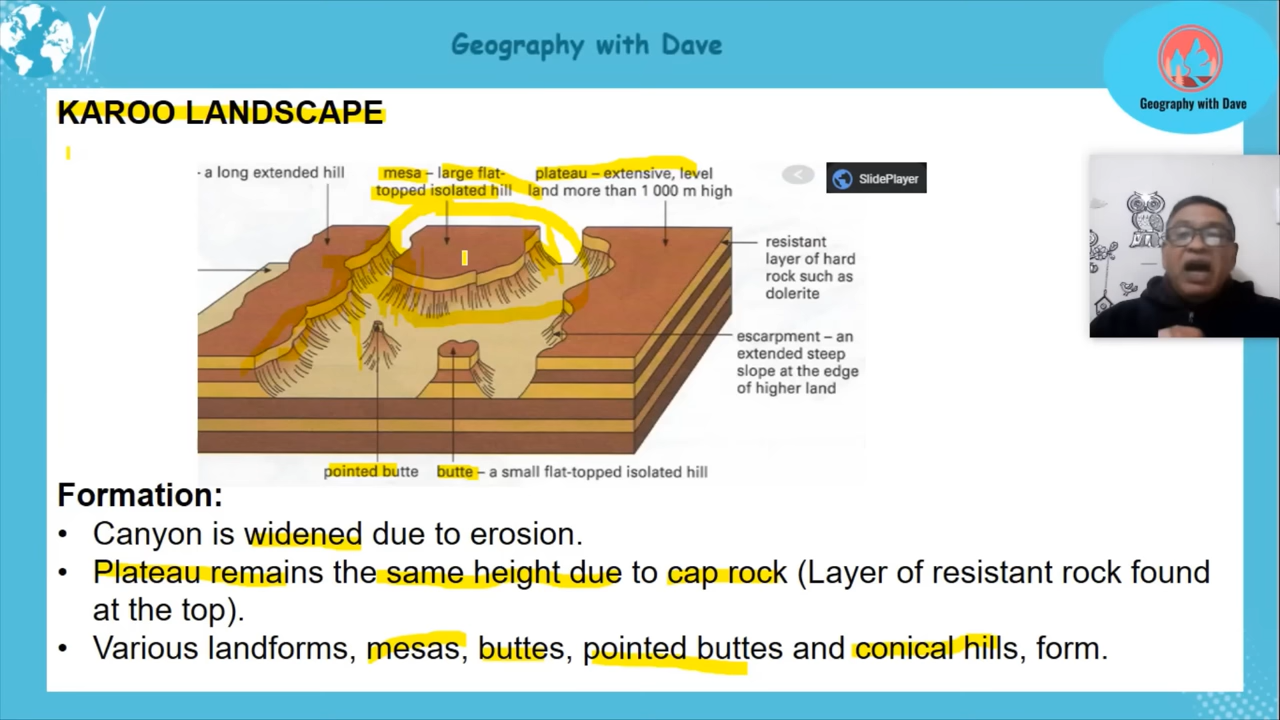 Geography with Dave
Geography with Dave
KAROO LANDSCAPE
- a long extended hill
mesa – large flat-
topped isolated hill
plateau – extensive, level
land more than 1 000 m high
SlidePlayer
resistant
layer of hard
rock such as
dolerite
escarpment – an
extended steep
slope at the edge
of higher land
pointed butte
butte – a small flat-topped isolated hill
Formation:
• Canyon is widened due to erosion.
• Plateau remains the same height due to cap rock (Layer of resistant rock found
at the top).
• Various landforms, mesas, buttes, pointed buttes and conical hills, form.